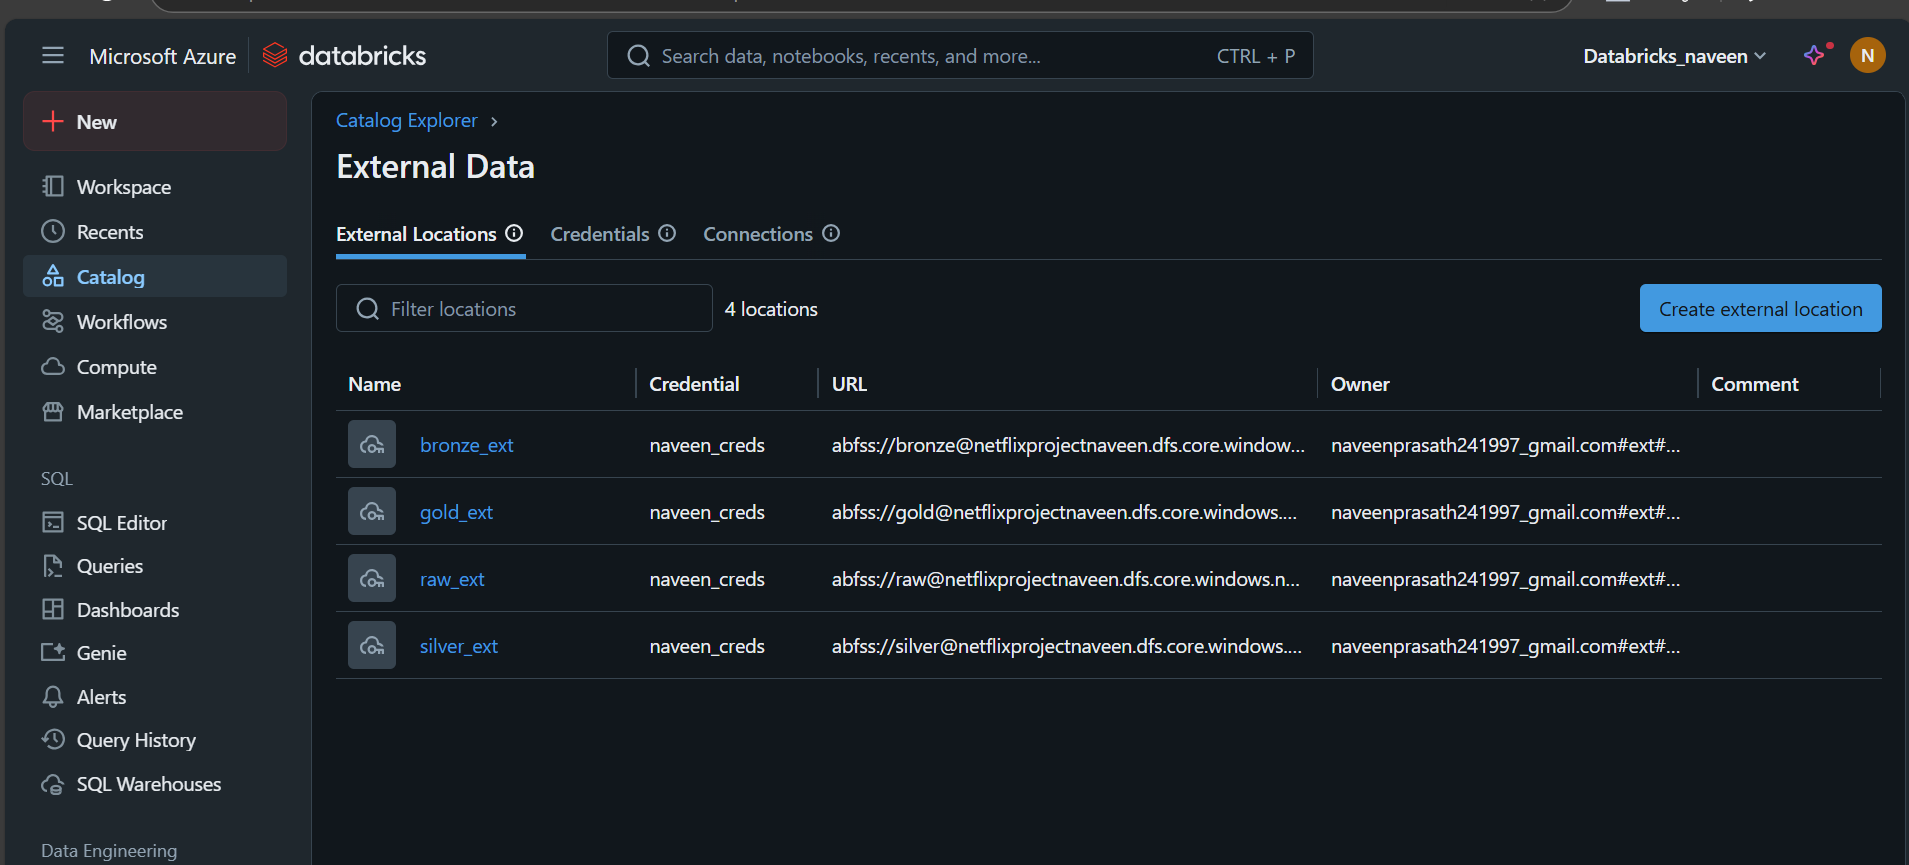 Microsoft Azure databricks Search data, notebooks, recents, and more... CTRL + P Databricks_naveen N
New
Workspace
Recents
Catalog
Workflows
Compute
Marketplace
SQL
SQL Editor
Queries
Dashboards
Genie
Alerts
Query History
SQL Warehouses
Data Engineering
Catalog Explorer >
External Data
External Locations Credentials Connections
Filter locations 4 locations Create external location
Name Credential URL Owner Comment
bronze_ext naveen_creds abfss://bronze@netflixprojectnaveen.dfs.core.window... naveenprasath241997_gmail.com#ext#...
gold_ext naveen_creds abfss://gold@netflixprojectnaveen.dfs.core.windows.... naveenprasath241997_gmail.com#ext#...
raw_ext naveen_creds abfss://raw@netflixprojectnaveen.dfs.core.windows.n... naveenprasath241997_gmail.com#ext#...
silver_ext naveen_creds abfss://silver@netflixprojectnaveen.dfs.core.windows.... naveenprasath241997_gmail.com#ext#...